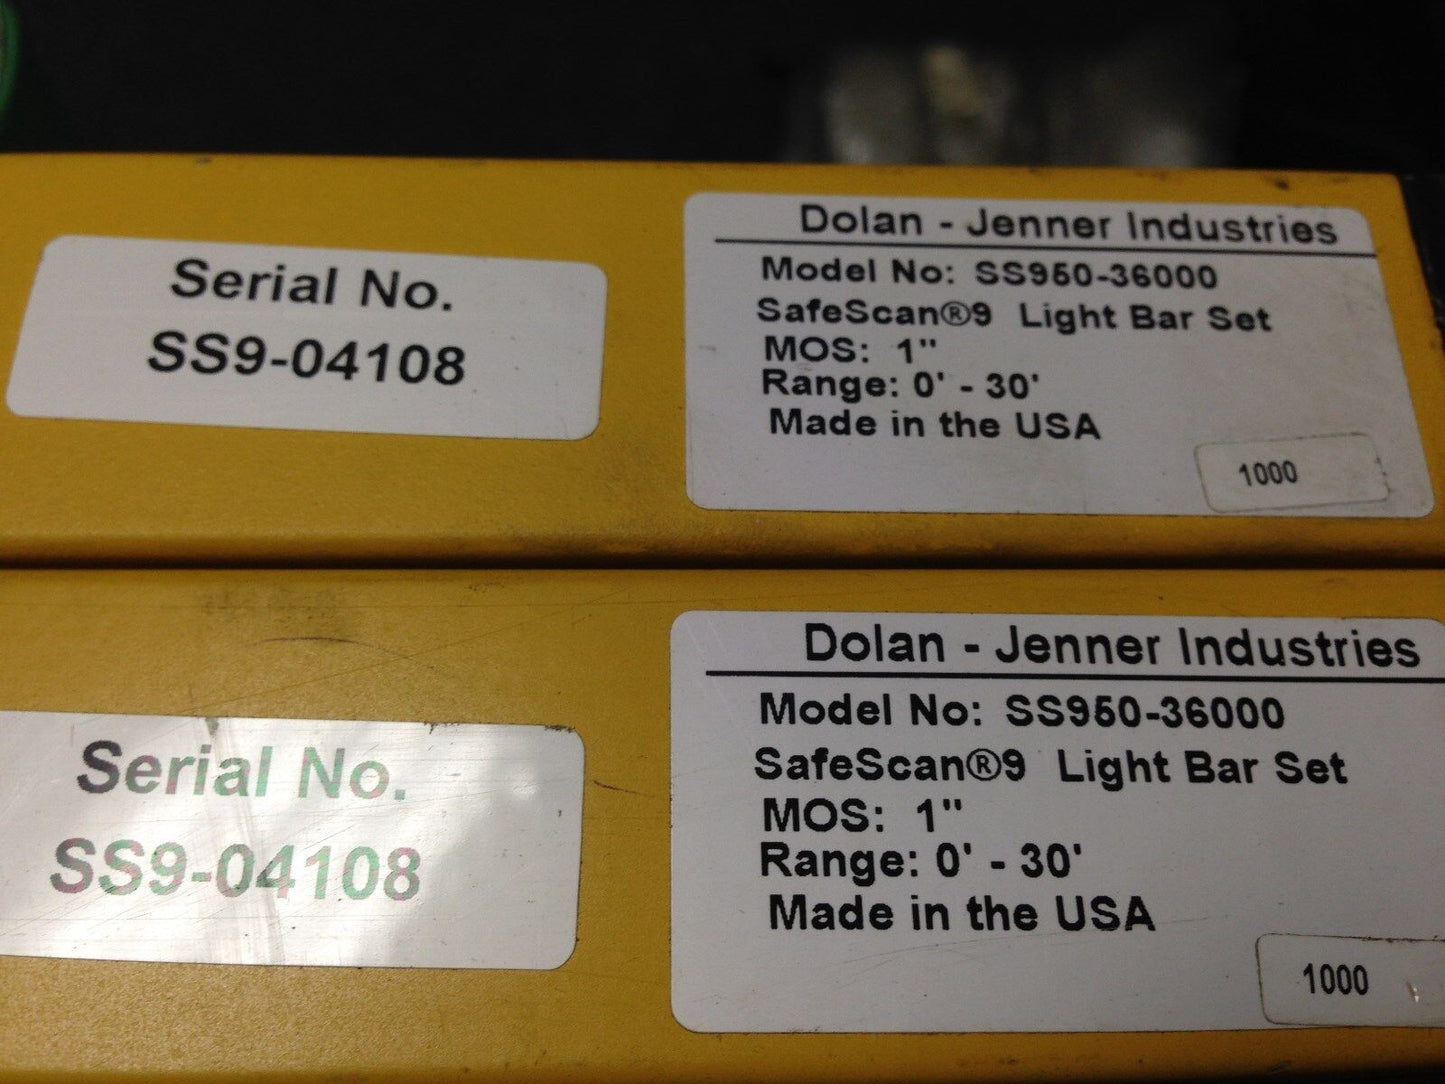 Serial No.
SS9-04108
Dolan - Jenner Industries
Model No: SS950-36000
SafeScan®9 Light Bar Set
MOS: 1"
Range: 0' - 30'
Made in the USA
1000
Serial No.
SS9-04108
Dolan - Jenner Industries
Model No: SS950-36000
SafeScan®9 Light Bar Set
MOS: 1"
Range: 0' - 30'
Made in the USA
1000